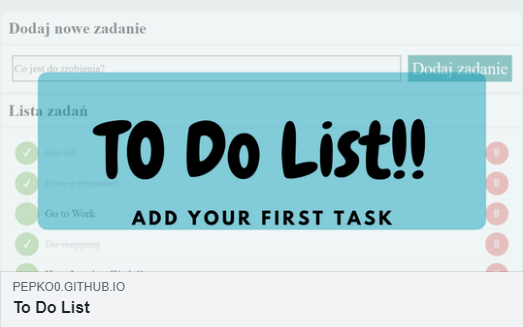 Dodaj nowe zadanie
Co jest do zrobienia?
Dodaj zadanie
Lista zadań
TO Do List!!
ADD YOUR FIRST TASK
Get UP
Have a Breakfast
Go to Work
Do shopping
PEPKO0.GITHUB.IO
To Do List